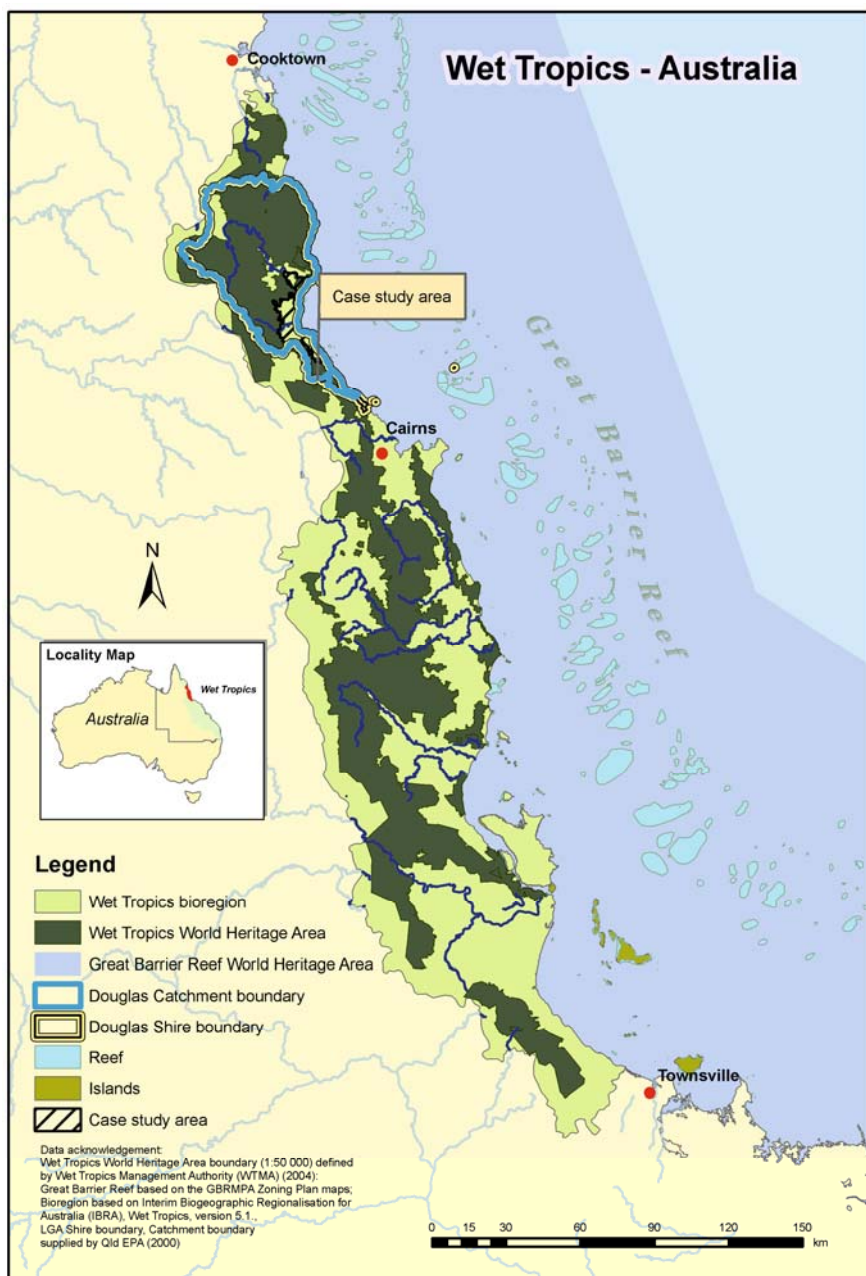 Wet Tropics - Australia
Cooktown
Case study area
Great Barrier Reef
Cairns
N
Locality Map
Wet Tropics
Australia
Legend
Wet Tropics bioregion
Wet Tropics World Heritage Area
Great Barrier Reef World Heritage Area
Douglas Catchment boundary
Douglas Shire boundary
Reef
Islands
Case study area
Townsville
Data acknowledgement:
Wet Tropics World Heritage Area boundary (1:50 000) defined
by Wet Tropics Management Authority (WTMA) (2004):
Great Barrier Reef based on the GBRMPA Zoning Plan maps;
Bioregion based on Interim Biogeographic Regionalisation for
Australia (IBRA), Wet Tropics, version 5.1.,
LGA Shire boundary, Catchment boundary
supplied by Qld EPA (2000)
0 15 30 60 90 120 150
km